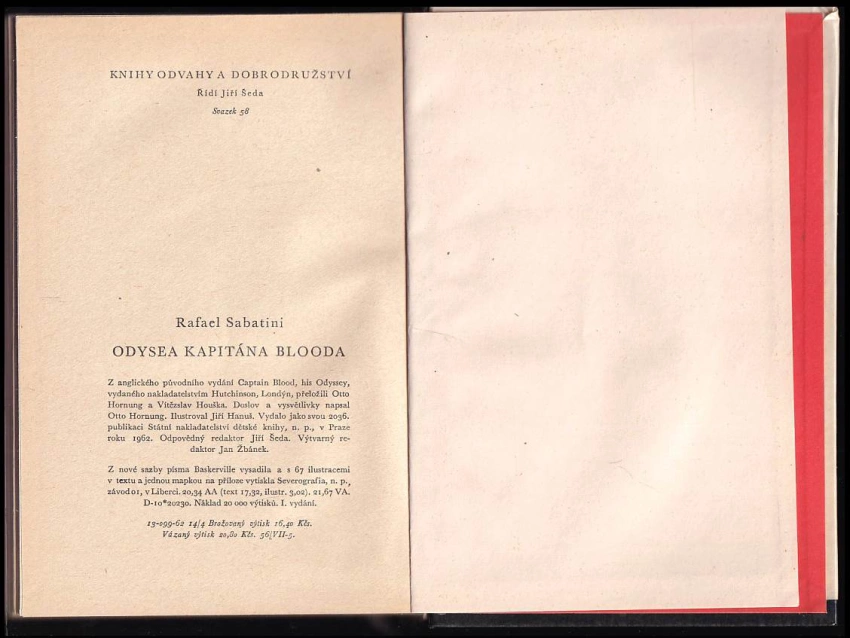 KNIHY ODVAHY A DOBRODRUŽSTVÍ
Řídí Jiří Šeda
Svazek 58
Rafael Sabatini
ODYSEA KAPITÁNA BLOODA
Z anglického původního vydání Captain Blood, his Odyssey,
vydaného nakladatelstvím Hutchinson, Londýn, přeložili Otto
Hornung a Vítězslav Houška. Doslov a vysvětlivky napsal
Otto Hornung. Ilustroval Jiří Hanuš. Vydalo jako svou 2036.
publikaci Státní nakladatelství dětské knihy, n. p., v Praze
roku 1962. Odpovědný redaktor Jiří Šeda. Výtvarný re-
daktor Jan Žbánek.
Z nové sazby písma Baskerville vysadila a s 67 ilustracemi
v textu a jednou mapkou na příloze vytiskla Severografia, n. p.,
závod 01, v Liberci. 20,34 AA (text 17,32, ilustr. 3,02). 21,67 VA.
D-10*20230. Náklad 20 000 výtisků. I. vydání.
13-099-62 14/4 Brožovaný výtisk 16,40 Kčs.
Vázaný výtisk 20,80 Kčs. 56/VII-5.